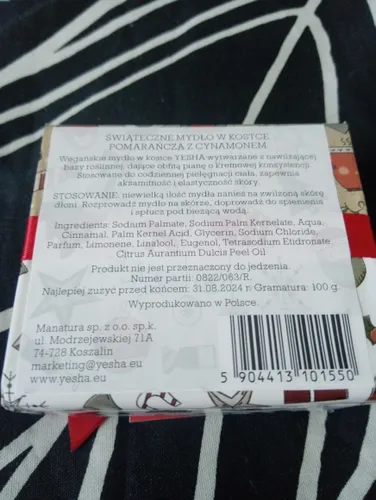 ŚWIĄTECZNE MYDŁO W KOSTCE
POMARAŃCZA Z CYNAMONEM
Wegańskie mydło w kostce YESHA wytwarzane z nawilżającej
bazy roślinnej, dające obfitą pianę o kremowej konsystencji.
Stosowane do codziennej pielęgnacji ciała, zapewnia
aksamitność i elastyczność skóry.
STOSOWANIE: niewielką ilość mydła nanieś na zwilżoną skórę
dłoni. Rozprowadź mydło na skórze, doprowadź do spienienia
i spłucz pod bieżącą wodą.
Ingredients: Sodium Palmate, Sodium Palm Kernelate, Aqua,
Cinnamal, Palm Kernel Acid, Glycerin, Sodium Chloride,
Parfum, Limonene, Linalool, Eugenol, Tetrasodium Etidronate,
Citrus Aurantium Dulcis Peel Oil
Produkt nie jest przeznaczony do jedzenia.
Numer partii: 0822/063/R.
Najlepiej zużyć przed końcem: 31.08.2024 r. Gramatura: 100 g.
Wyprodukowano w Polsce.
Manatura sp. z o.o. sp.k.
ul. Modrzejewskiej 71A
74-728 Koszalin
marketing@yesha.eu
www.yesha.eu
5 904413 101550